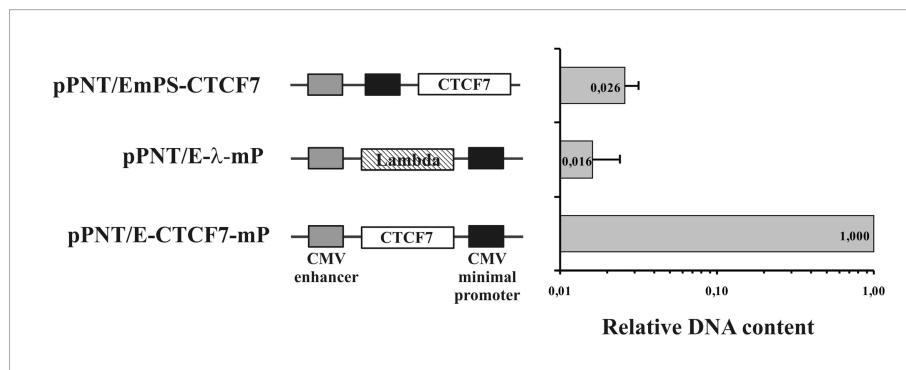 pPNT/EmPS-CTCF7
CTCF7
0,026
pPNT/E-λ-mP
Lambda
0,016
pPNT/E-CTCF7-mP
CTCF7
1,000
CMV
enhancer
CMV
minimal
promoter
0,01
0,10
1,00
Relative DNA content